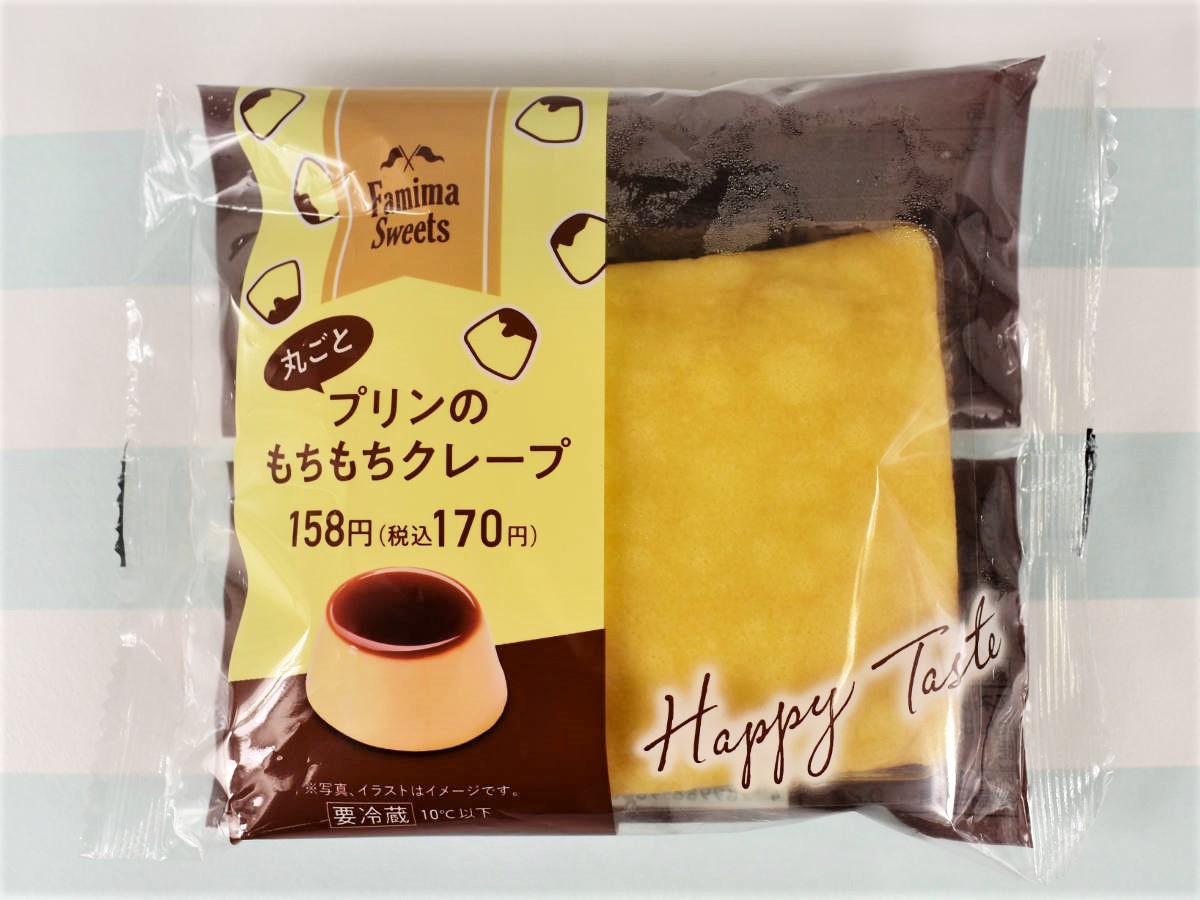 Famima
Sweets
丸ごと
プリンの
もちもちクレープ
158円(税込170円)
Happy Taste
※写真、イラストはイメージです。
要冷蔵 10℃以下